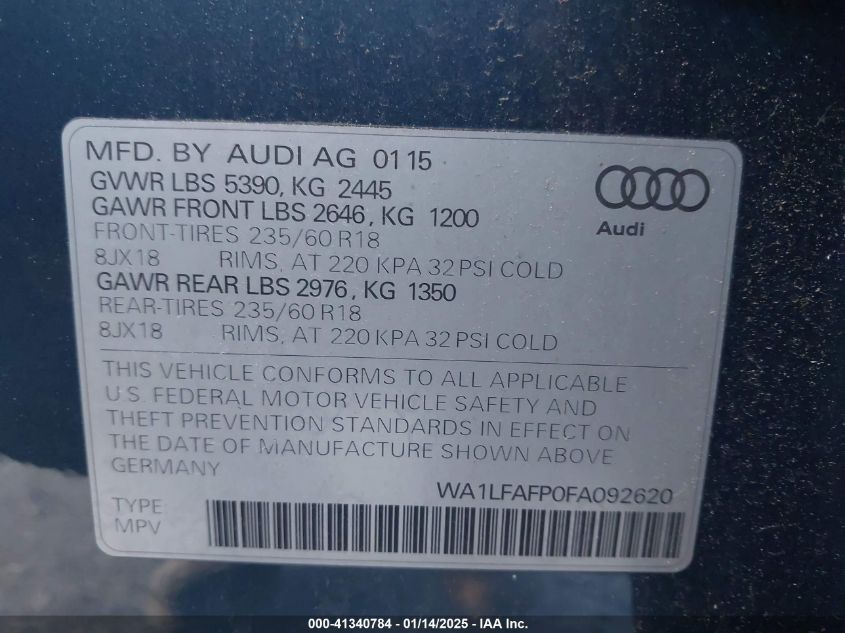 MFD. BY AUDI AG 0115
GVWR LBS 5390, KG 2445
GAWR FRONT LBS 2646, KG 1200
FRONT-TIRES 235/60 R18
8JX18 RIMS, AT 220 KPA 32 PSI COLD
GAWR REAR LBS 2976, KG 1350
REAR-TIRES 235/60 R18
8JX18 RIMS, AT 220 KPA 32 PSI COLD
Audi
THIS VEHICLE CONFORMS TO ALL APPLICABLE
U.S. FEDERAL MOTOR VEHICLE SAFETY AND
THEFT PREVENTION STANDARDS IN EFFECT ON
THE DATE OF MANUFACTURE SHOWN ABOVE
GERMANY
WA1LFAFP0FA092620
TYPE
MPV
000-41340784 - 01/14/2025 - IAA Inc.